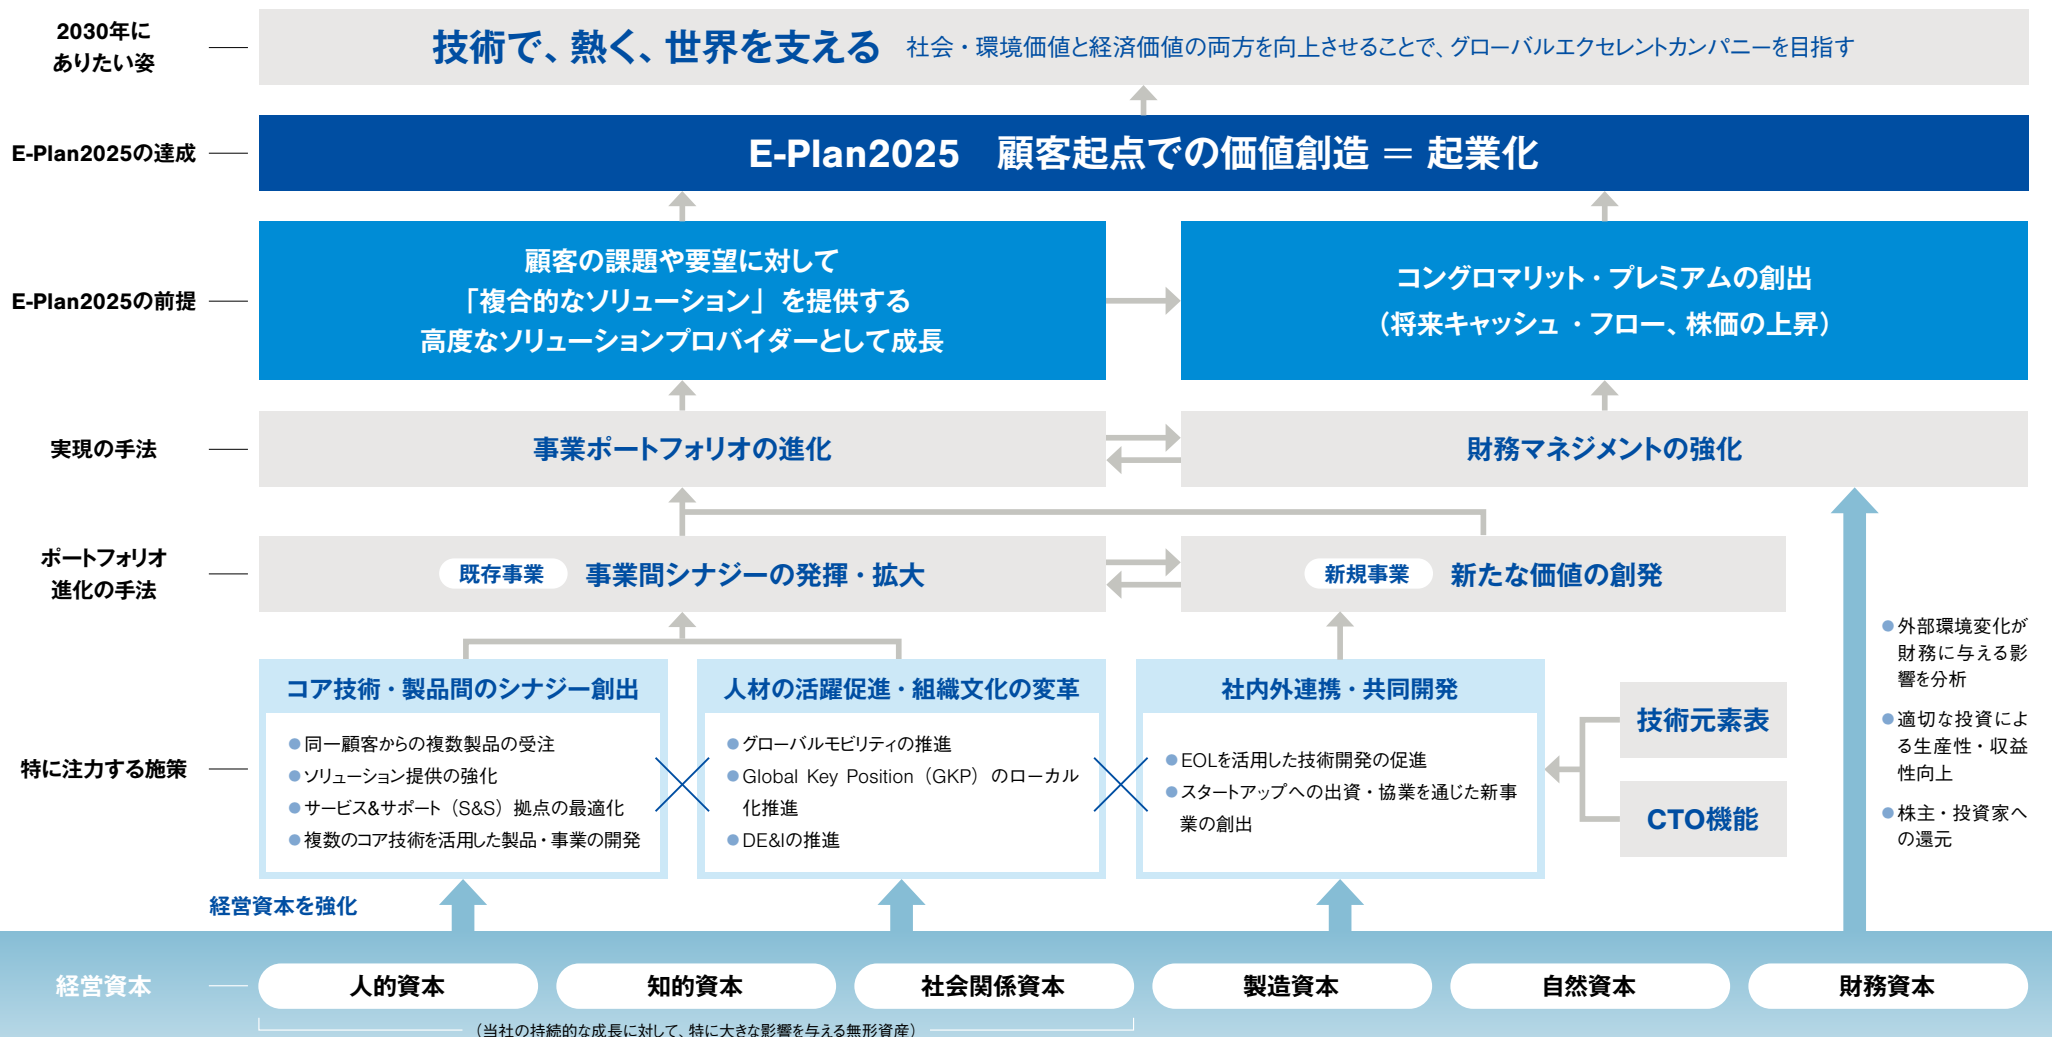 2030年に
ありたい姿
技術で、熱く、世界を支える 社会・環境価値と経済価値の両方を向上させることで、グローバルエクセレントカンパニーを目指す
E-Plan2025の達成
E-Plan2025 顧客起点での価値創造 ＝ 起業化
E-Plan2025の前提
顧客の課題や要望に対して
「複合的なソリューション」を提供する
高度なソリューションプロバイダーとして成長
コングロマリット・プレミアムの創出
（将来キャッシュ・フロー、株価の上昇）
実現の手法
事業ポートフォリオの進化
財務マネジメントの強化
ポートフォリオ
進化の手法
既存事業 事業間シナジーの発揮・拡大
新規事業 新たな価値の創発
特に注力する施策
コア技術・製品間のシナジー創出
●同一顧客からの複数製品の受注
●ソリューション提供の強化
●サービス&サポート（S&S）拠点の最適化
●複数のコア技術を活用した製品・事業の開発
人材の活躍促進・組織文化の変革
●グローバルモビリティの推進
●Global Key Position（GKP）のローカル
化推進
●DE&Iの推進
社内外連携・共同開発
●EOLを活用した技術開発の促進
●スタートアップへの出資・協業を通じた新事
業の創出
技術元素表
CTO機能
●外部環境変化が
財務に与える影
響を分析
●適切な投資によ
る生産性・収益
性向上
●株主・投資家へ
の還元
経営資本を強化
経営資本
人的資本
知的資本
社会関係資本
製造資本
自然資本
財務資本
（当社の持続的な成長に対して、特に大きな影響を与える無形資産）